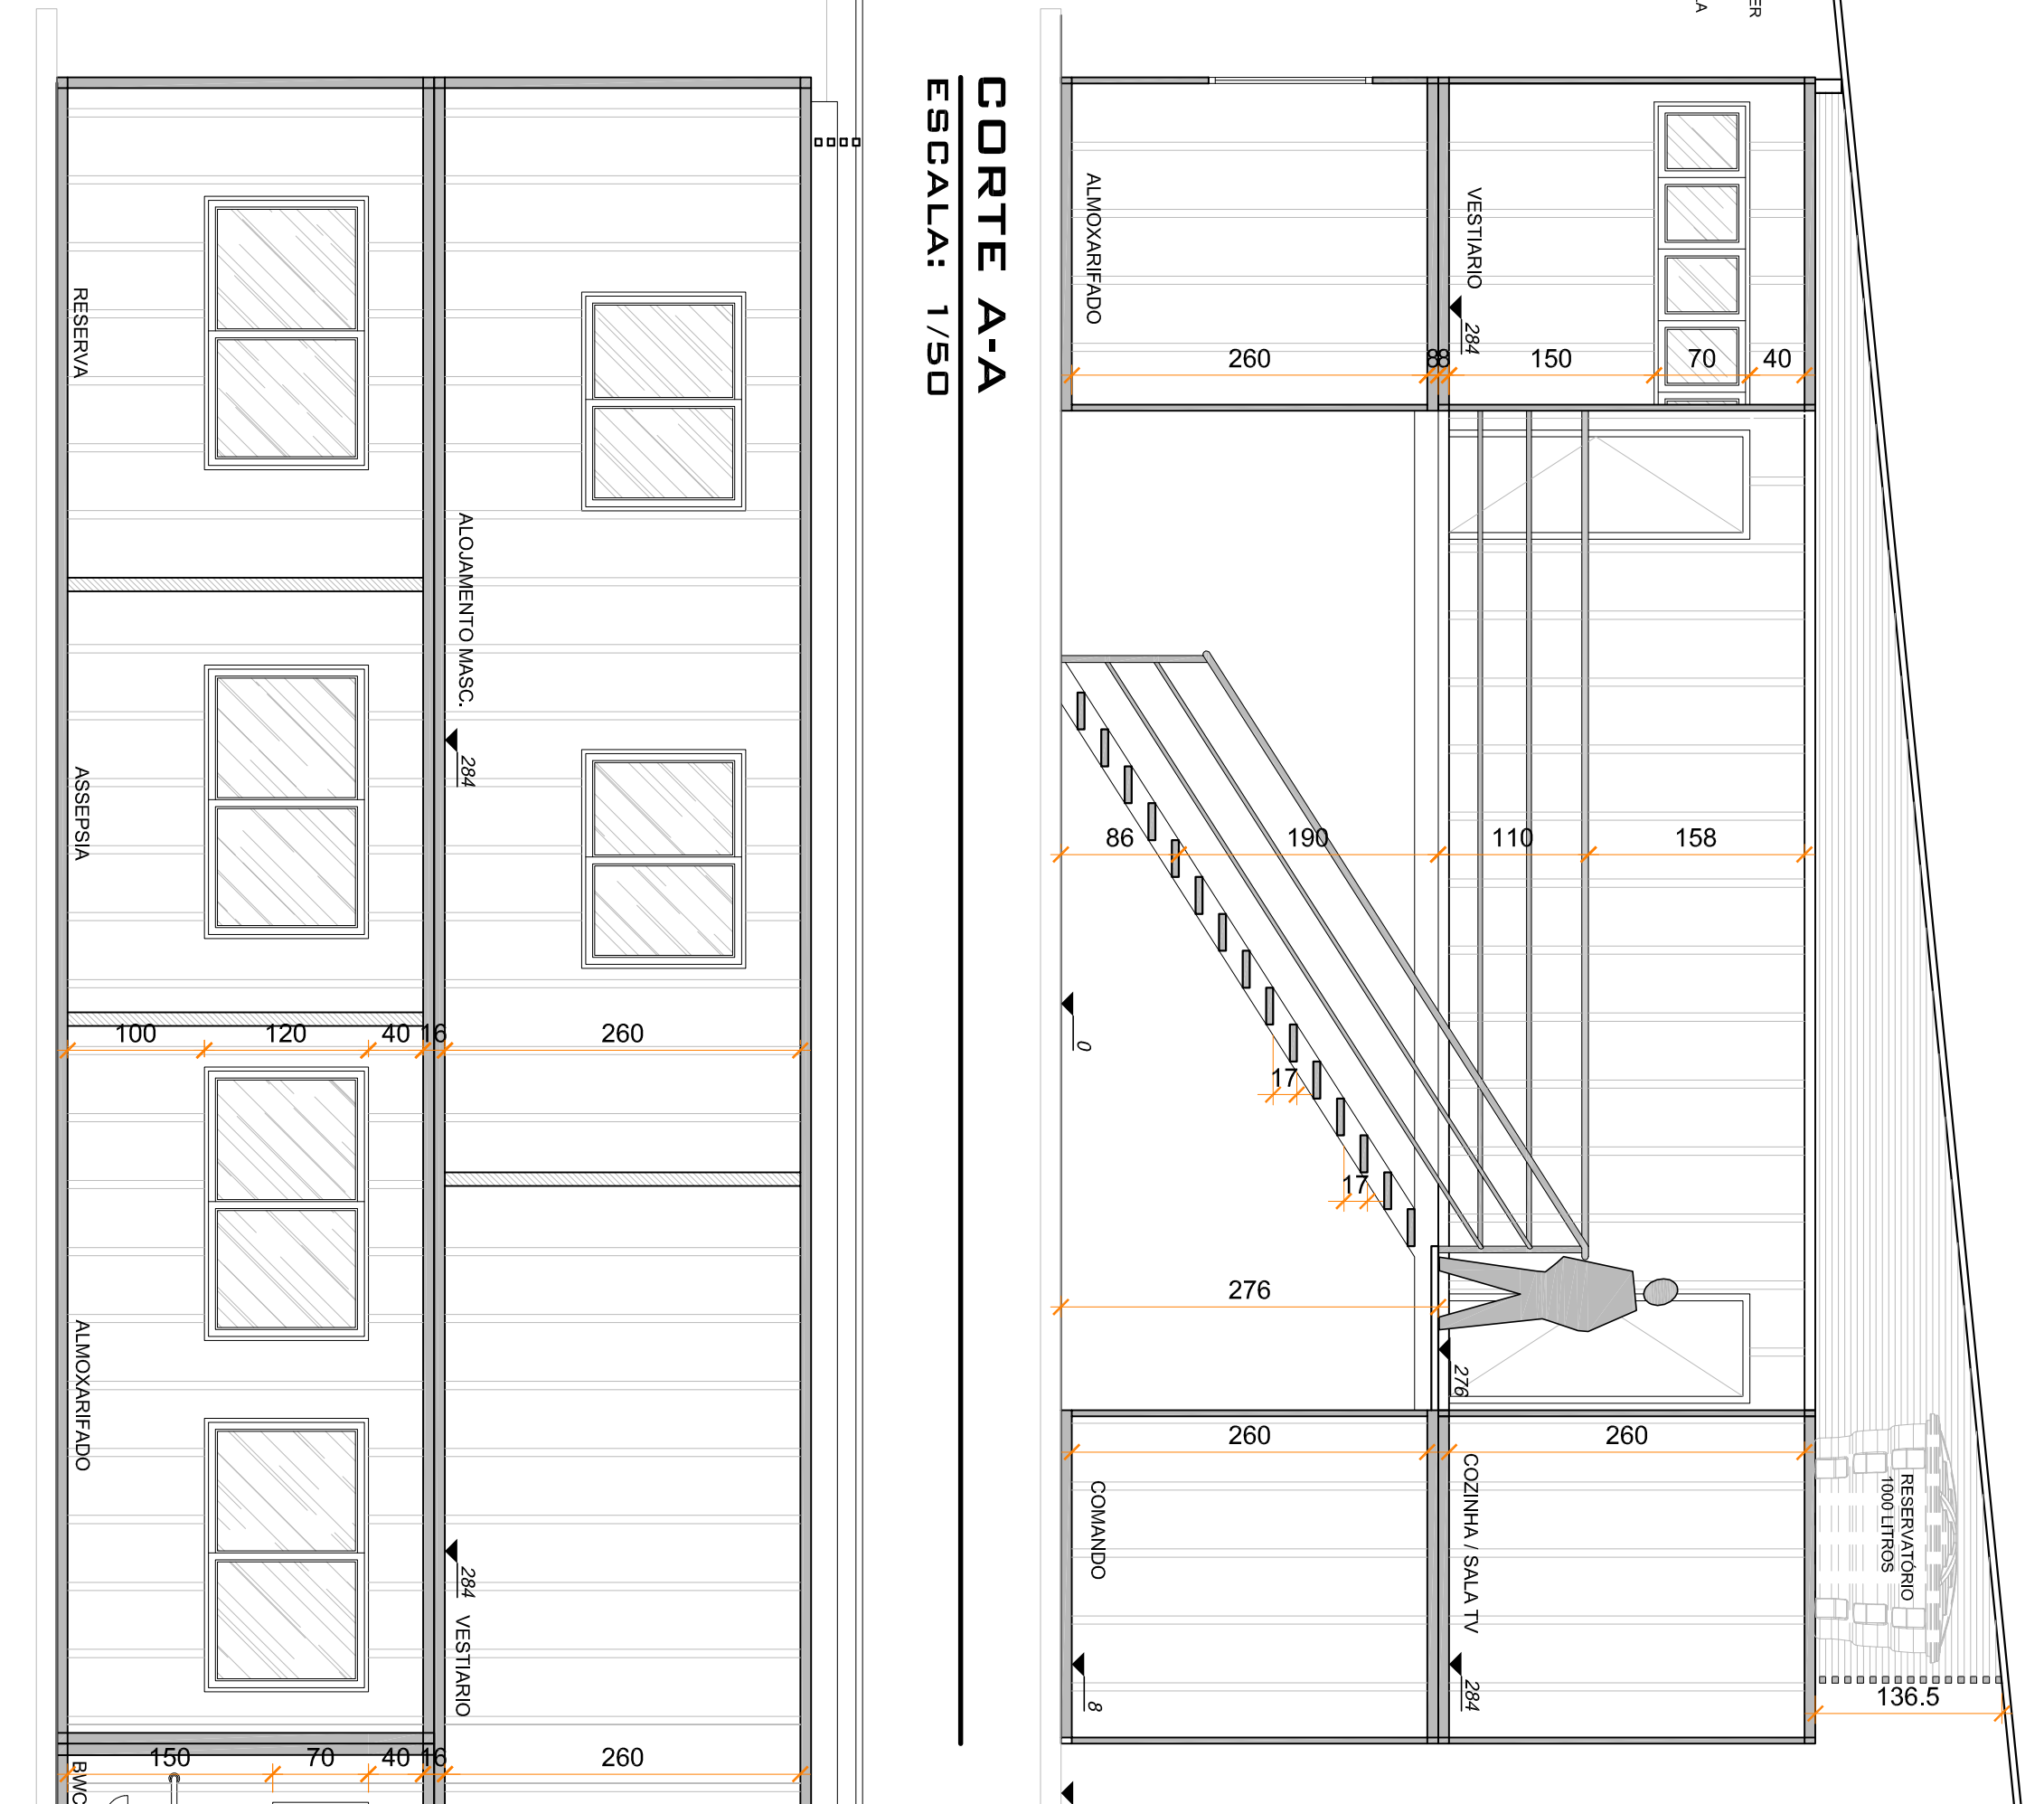 CORTE A-A
ESCALA: 1/50
RESERVATÓRIO
1000 LITROS
136.5
VESTIARIO
284
150
70
40
88
260
ALMOXARIFADO
86
190
110
158
0
17
17
276
276
260
260
COZINHA / SALA TV
284
COMANDO
8
ALOJAMENTO MASC.
284
RESERVA
ASSEPSIA
100
120
40
16
260
ALMOXARIFADO
284
VESTIARIO
150
70
40
16
260
BWC